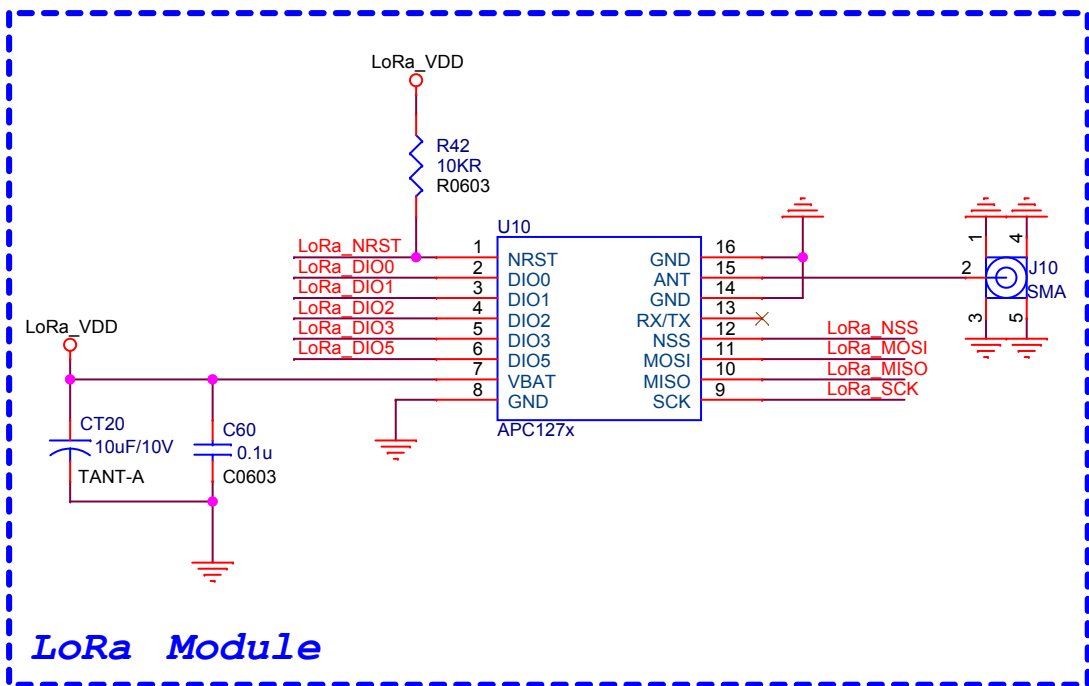 LoRa_VDD
R42
10KR
R0603
U10
LoRa_NRST 1 NRST GND 16
LoRa_DIO0 2 DIO0 ANT 15
LoRa_DIO1 3 DIO1 GND 14
LoRa_DIO2 4 DIO2 RX/TX 13
LoRa_DIO3 5 DIO3 NSS 12 LoRa_NSS
LoRa_DIO5 6 DIO5 MOSI 11 LoRa_MOSI
7 VBAT MISO 10 LoRa_MISO
8 GND SCK 9 LoRa_SCK
APC127x
1 4
2 J10
SMA
3 5
LoRa_VDD
CT20
10uF/10V
TANT-A
C60
0.1u
C0603
LoRa Module